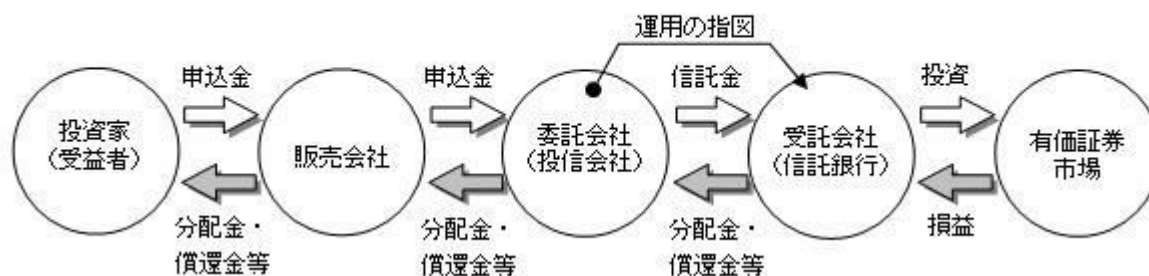 運用の指図
申込金
申込金
信託金
投資
投資家
（受益者）
販売会社
委託会社
（投信会社）
受託会社
（信託銀行）
有価証券
市場
分配金・
償還金等
分配金・
償還金等
分配金・
償還金等
損益